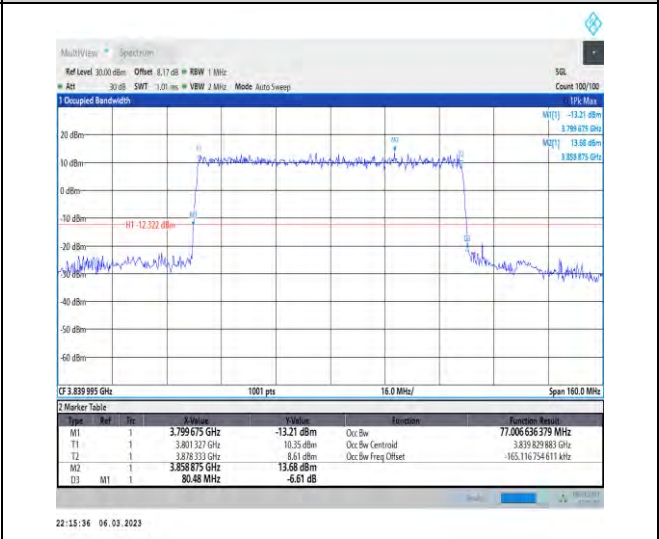 MultiView Spectrum
Ref Level 30.00 dBm Offset 8.17 dB RBW 1 MHz SGL
Att 30 dB SWT 1.01 ms VBW 2 MHz Mode Auto Sweep Count 100/100
1 Occupied Bandwidth 1Pk Max
M1[1] -13.21 dBm
3.799 675 GHz
M2[1] 13.68 dBm
3.858 875 GHz
20 dBm
10 dBm
0 dBm
-10 dBm
H1 -12.322 dBm
-20 dBm
-30 dBm
-40 dBm
-50 dBm
-60 dBm
T1
M2
T2
M1
D3
CF 3.839 995 GHz 1001 pts 16.0 MHz/ Span 160.0 MHz
2 Marker Table
Type Ref Trc X-Value Y-Value Function Function Result
M1 1 3.799 675 GHz -13.21 dBm Occ Bw 77.006 636 379 MHz
T1 1 3.801 327 GHz 10.35 dBm Occ Bw Centroid 3.839 829 883 GHz
T2 1 3.878 333 GHz 8.61 dBm Occ Bw Freq Offset -165.116 754 611 kHz
M2 1 3.858 875 GHz 13.68 dBm
D3 M1 1 80.48 MHz -6.61 dB
22:15:36 06.03.2023